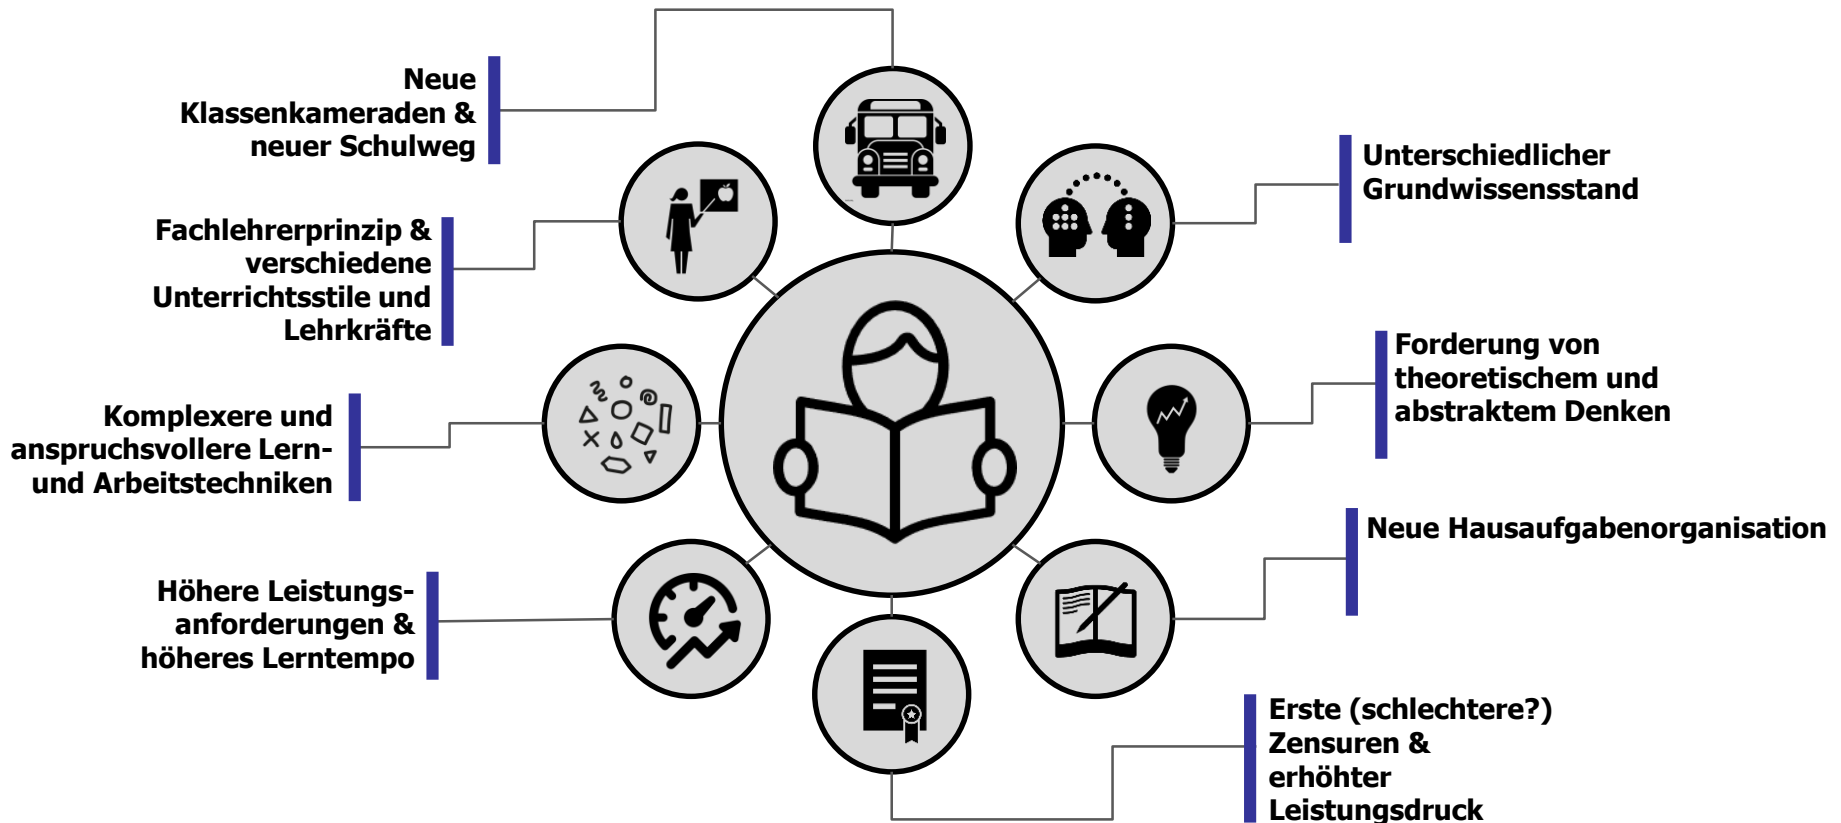 Neue
Klassenkameraden &
neuer Schulweg
Fachlehrerprinzip &
verschiedene
Unterrichtsstile und
Lehrkräfte
Komplexere und
anspruchsvollere Lern-
und Arbeitstechniken
Höhere Leistungs-
anforderungen &
höheres Lerntempo
Unterschiedlicher
Grundwissensstand
Forderung von
theoretischem und
abstraktem Denken
Neue Hausaufgabenorganisation
Erste (schlechtere?)
Zensuren &
erhöhter
Leistungsdruck